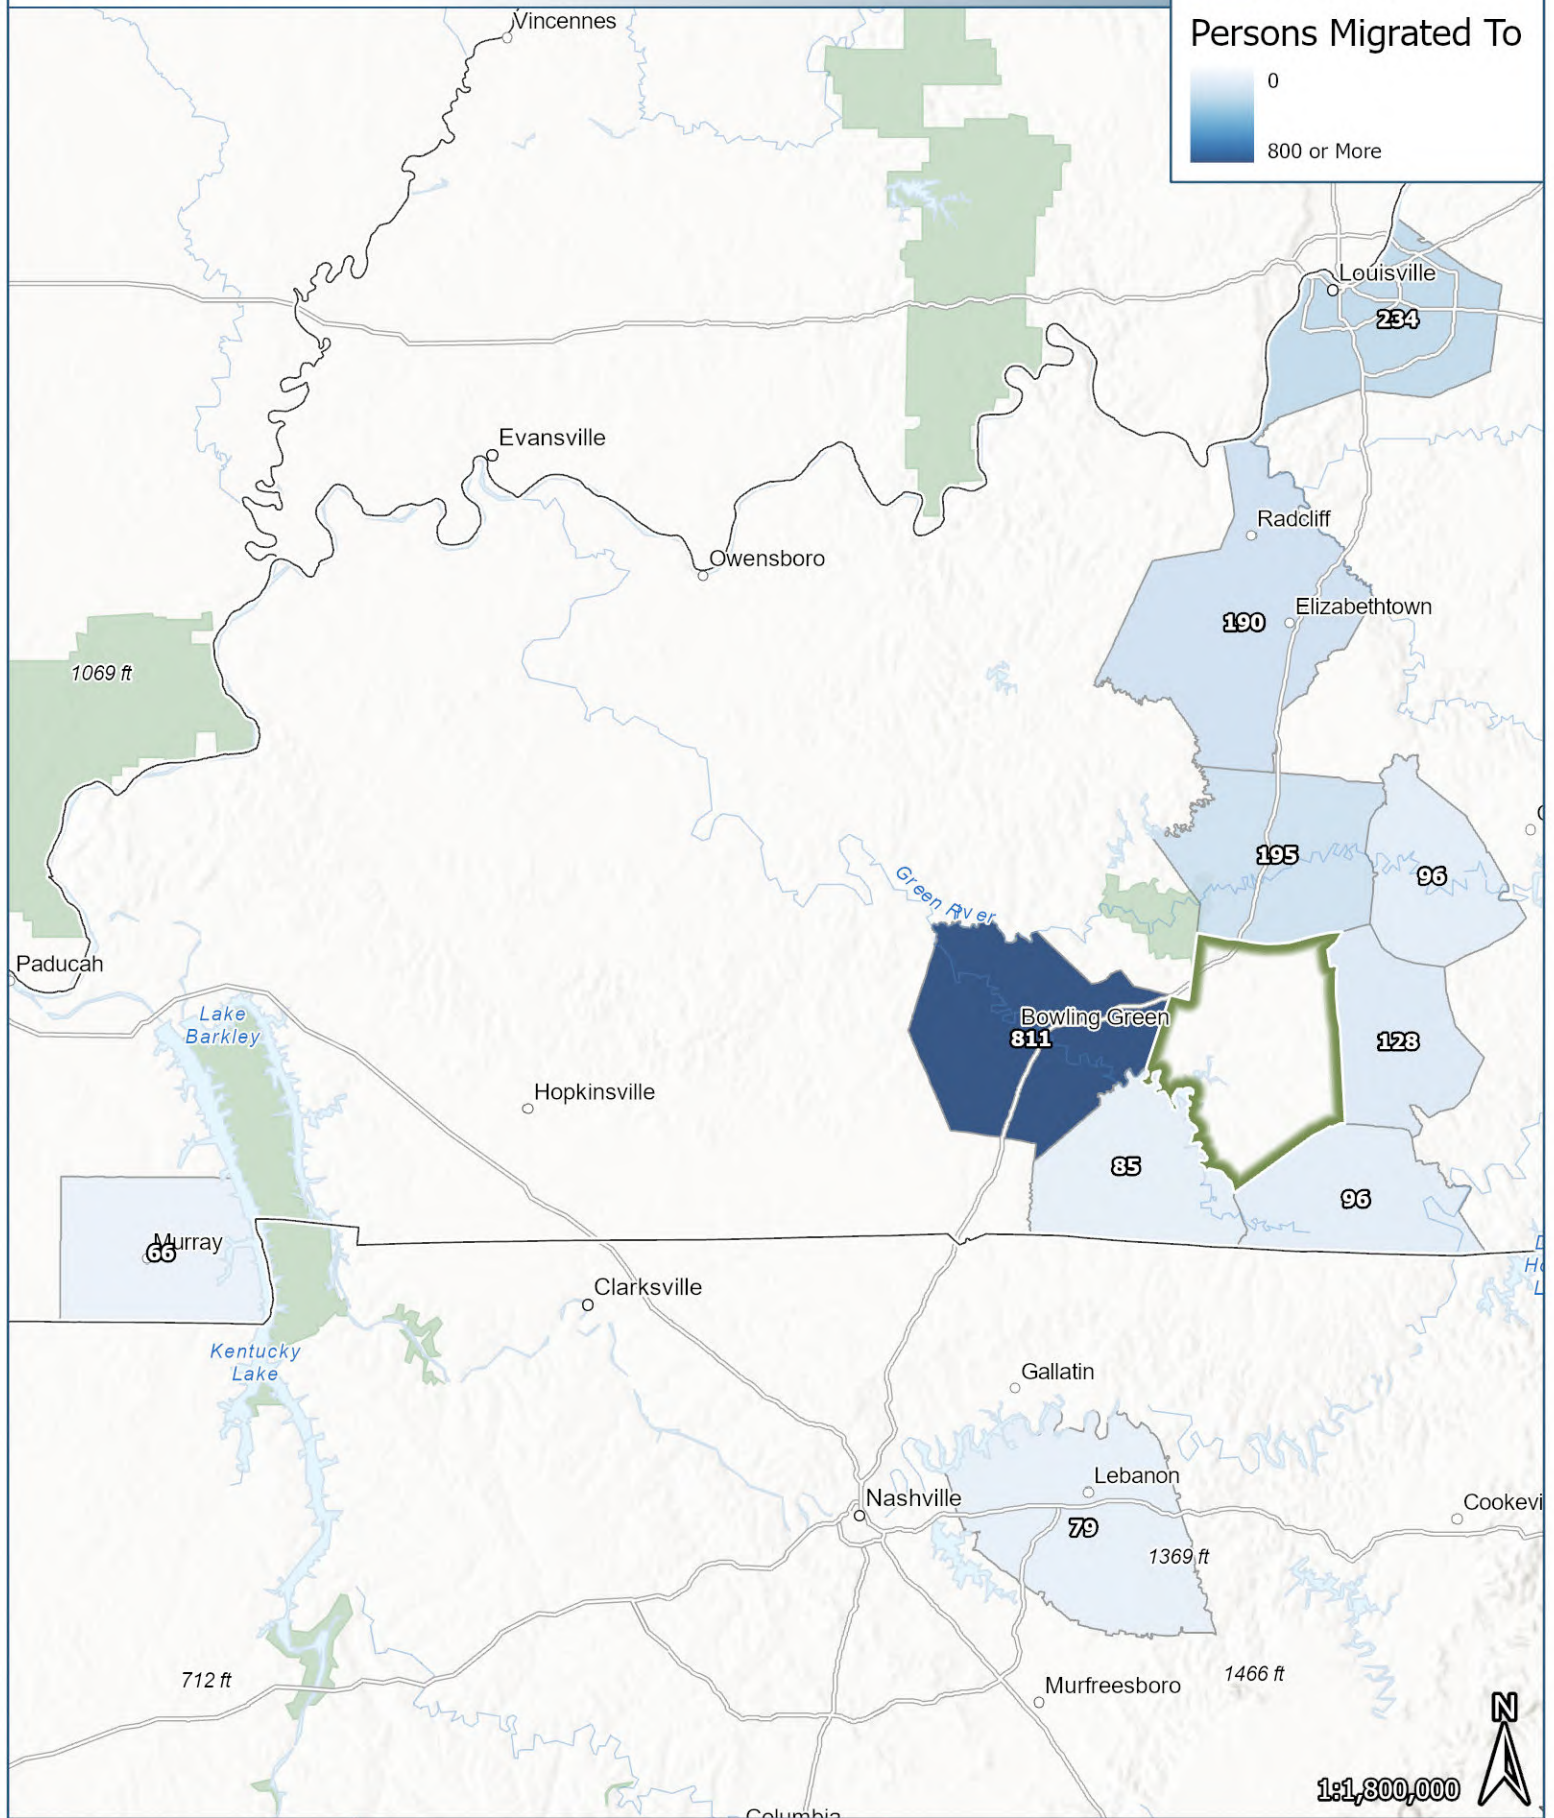 Persons Migrated To
0
800 or More
Vincennes
Louisville
234
Evansville
Radcliff
Owensboro
Elizabethtown
190
1069 ft
195
96
Green River
Paducah
Lake
Barkley
Bowling Green
811
128
Hopkinsville
85
96
Murray
66
Clarksville
Kentucky
Lake
Gallatin
Lebanon
Nashville
Cookevi
79
1369 ft
712 ft
1466 ft
Murfreesboro
N
1:1,800,000
Columbia